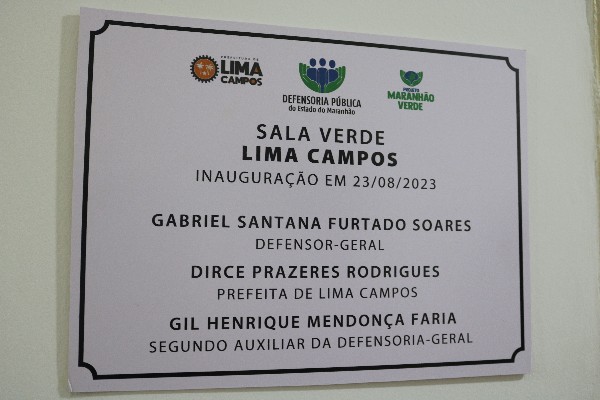 PREFEITURA DE
LIMA
CAMPOS
DEFENSORIA PÚBLICA
do Estado do Maranhão
PROJETO
MARANHÃO
VERDE
SALA VERDE
LIMA CAMPOS
INAUGURAÇÃO EM 23/08/2023
GABRIEL SANTANA FURTADO SOARES
DEFENSOR-GERAL
DIRCE PRAZERES RODRIGUES
PREFEITA DE LIMA CAMPOS
GIL HENRIQUE MENDONÇA FARIA
SEGUNDO AUXILIAR DA DEFENSORIA-GERAL